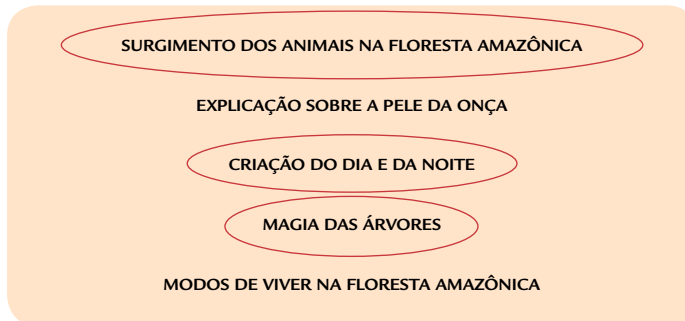 SURGIMENTO DOS ANIMAIS NA FLORESTA AMAZÔNICA
EXPLICAÇÃO SOBRE A PELE DA ONÇA
CRIAÇÃO DO DIA E DA NOITE
MAGIA DAS ÁRVORES
MODOS DE VIVER NA FLORESTA AMAZÔNICA